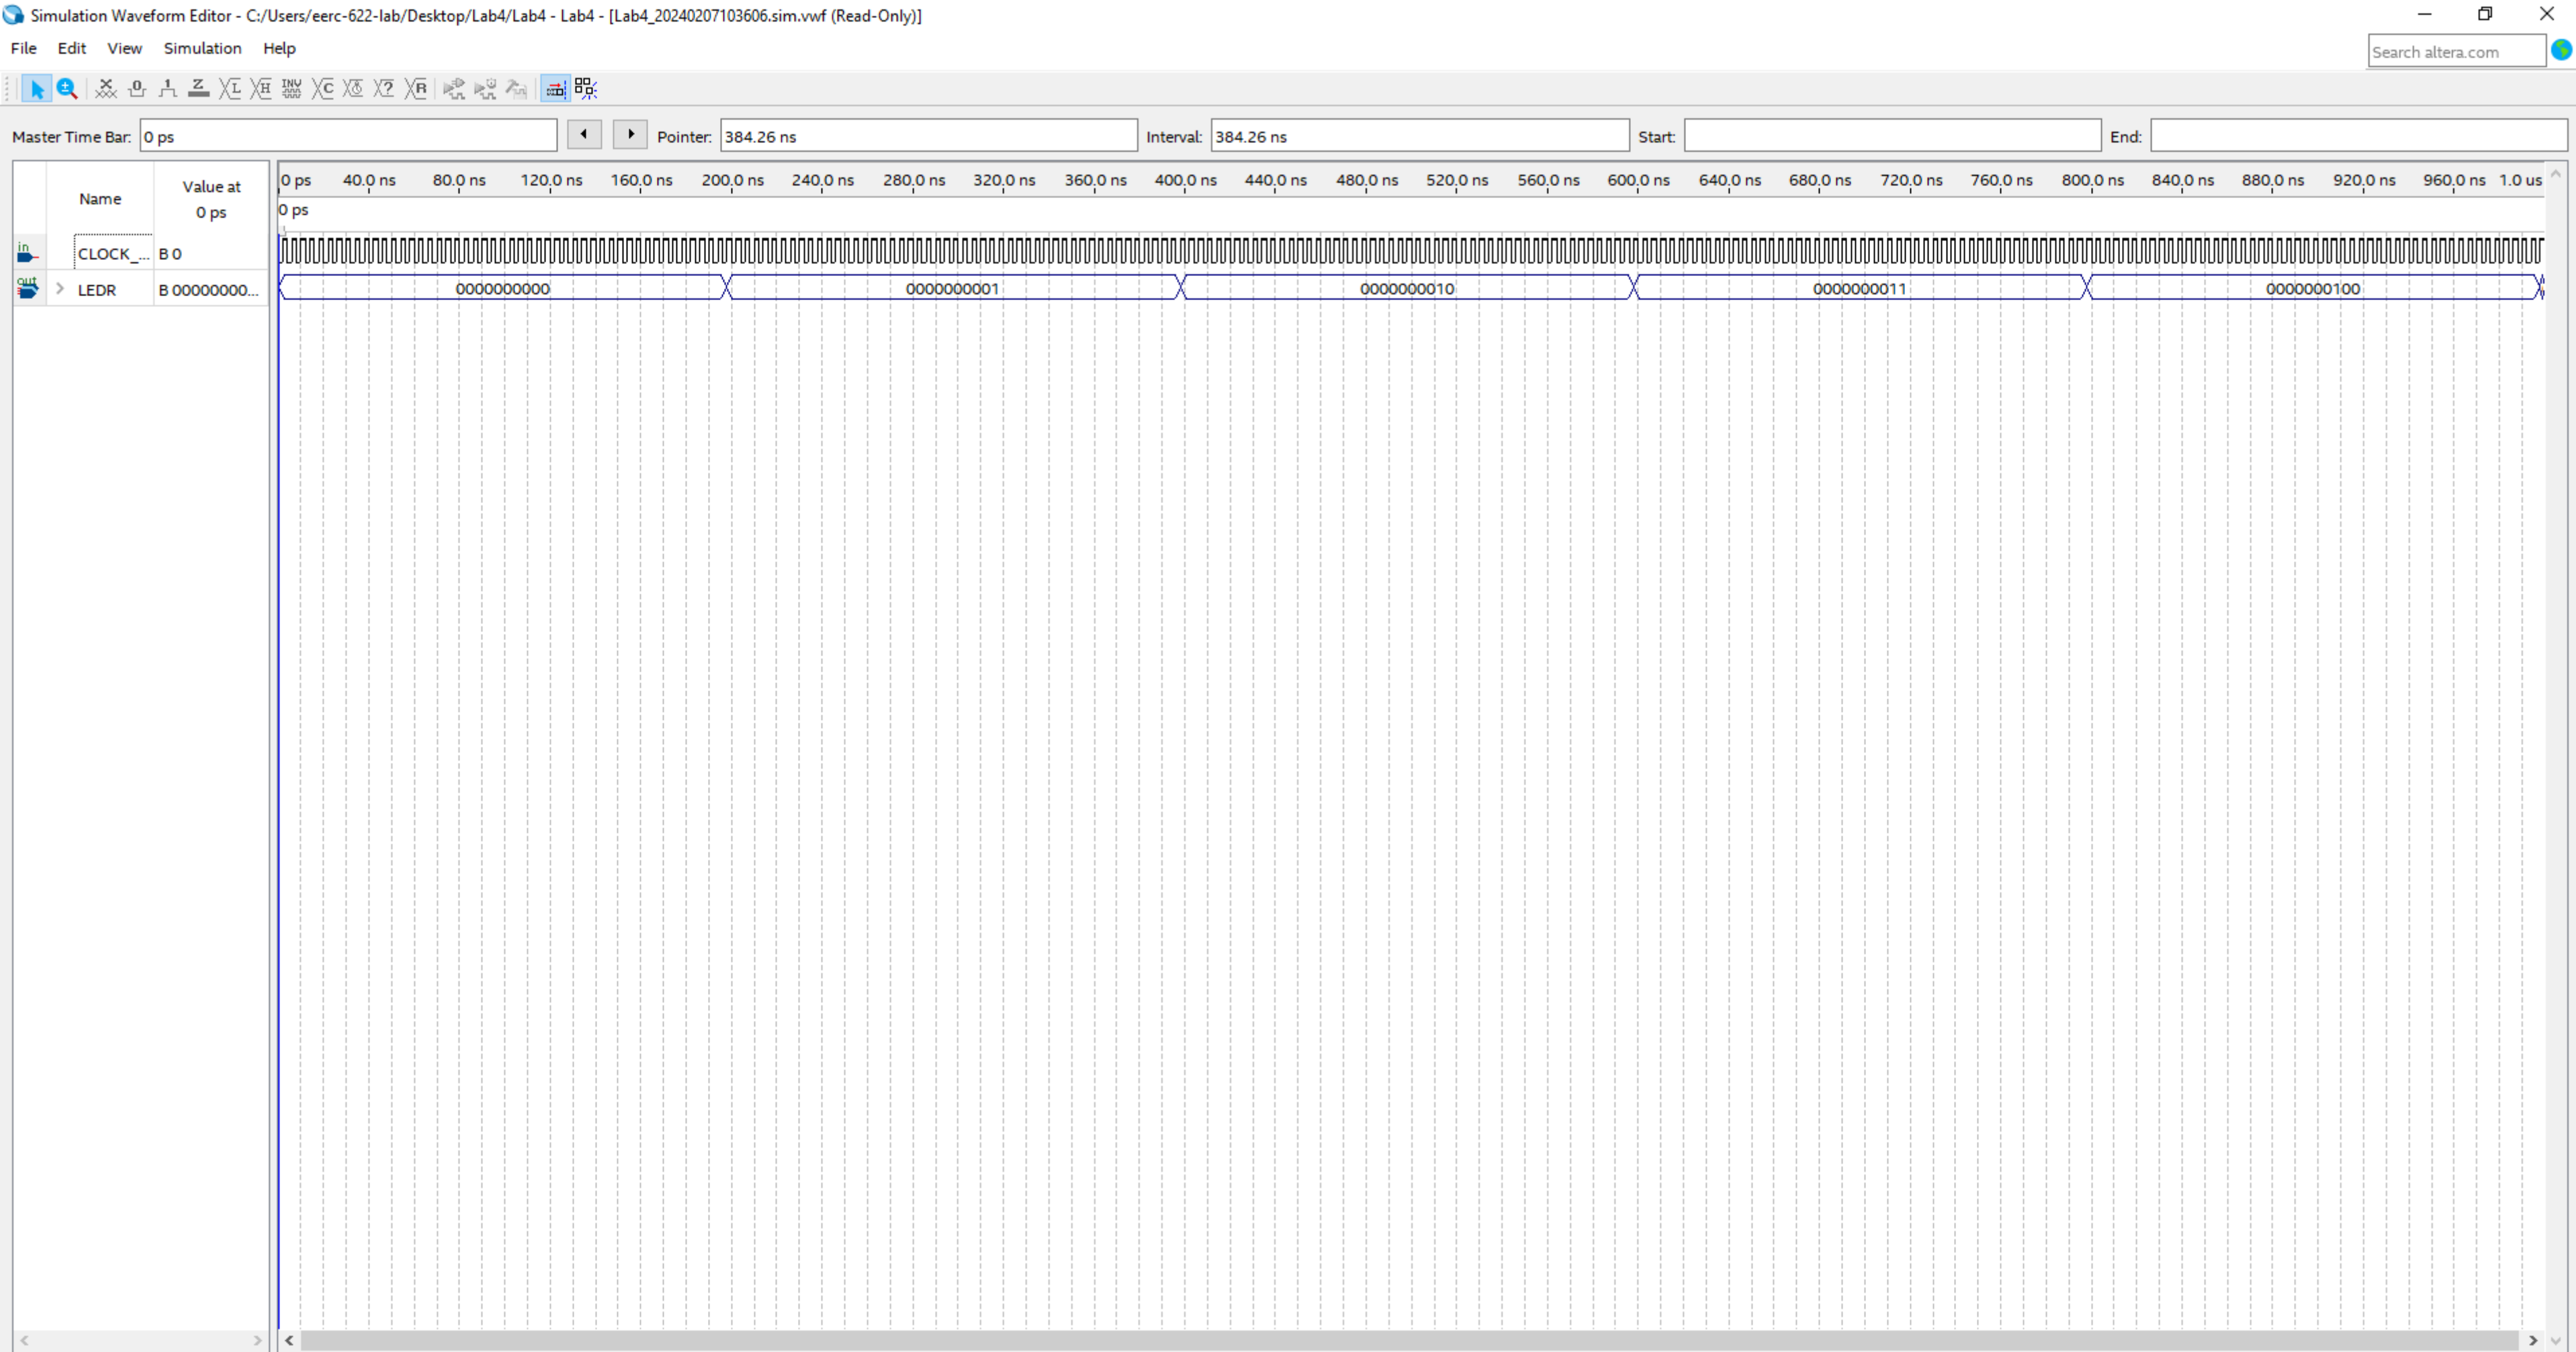 Simulation Waveform Editor - C:/Users/eerc-622-lab/Desktop/Lab4/Lab4 - Lab4 - [Lab4_20240207103606.sim.vwf (Read-Only)]
File Edit View Simulation Help
Search altera.com
Master Time Bar: 0 ps Pointer: 384.26 ns Interval: 384.26 ns Start: End:
Name Value at 0 ps
0 ps 40.0 ns 80.0 ns 120.0 ns 160.0 ns 200.0 ns 240.0 ns 280.0 ns 320.0 ns 360.0 ns 400.0 ns 440.0 ns 480.0 ns 520.0 ns 560.0 ns 600.0 ns 640.0 ns 680.0 ns 720.0 ns 760.0 ns 800.0 ns 840.0 ns 880.0 ns 920.0 ns 960.0 ns 1.0 us
0 ps
in CLOCK_... B 0
out LEDR B 00000000... 0000000000 0000000001 0000000010 0000000011 0000000100